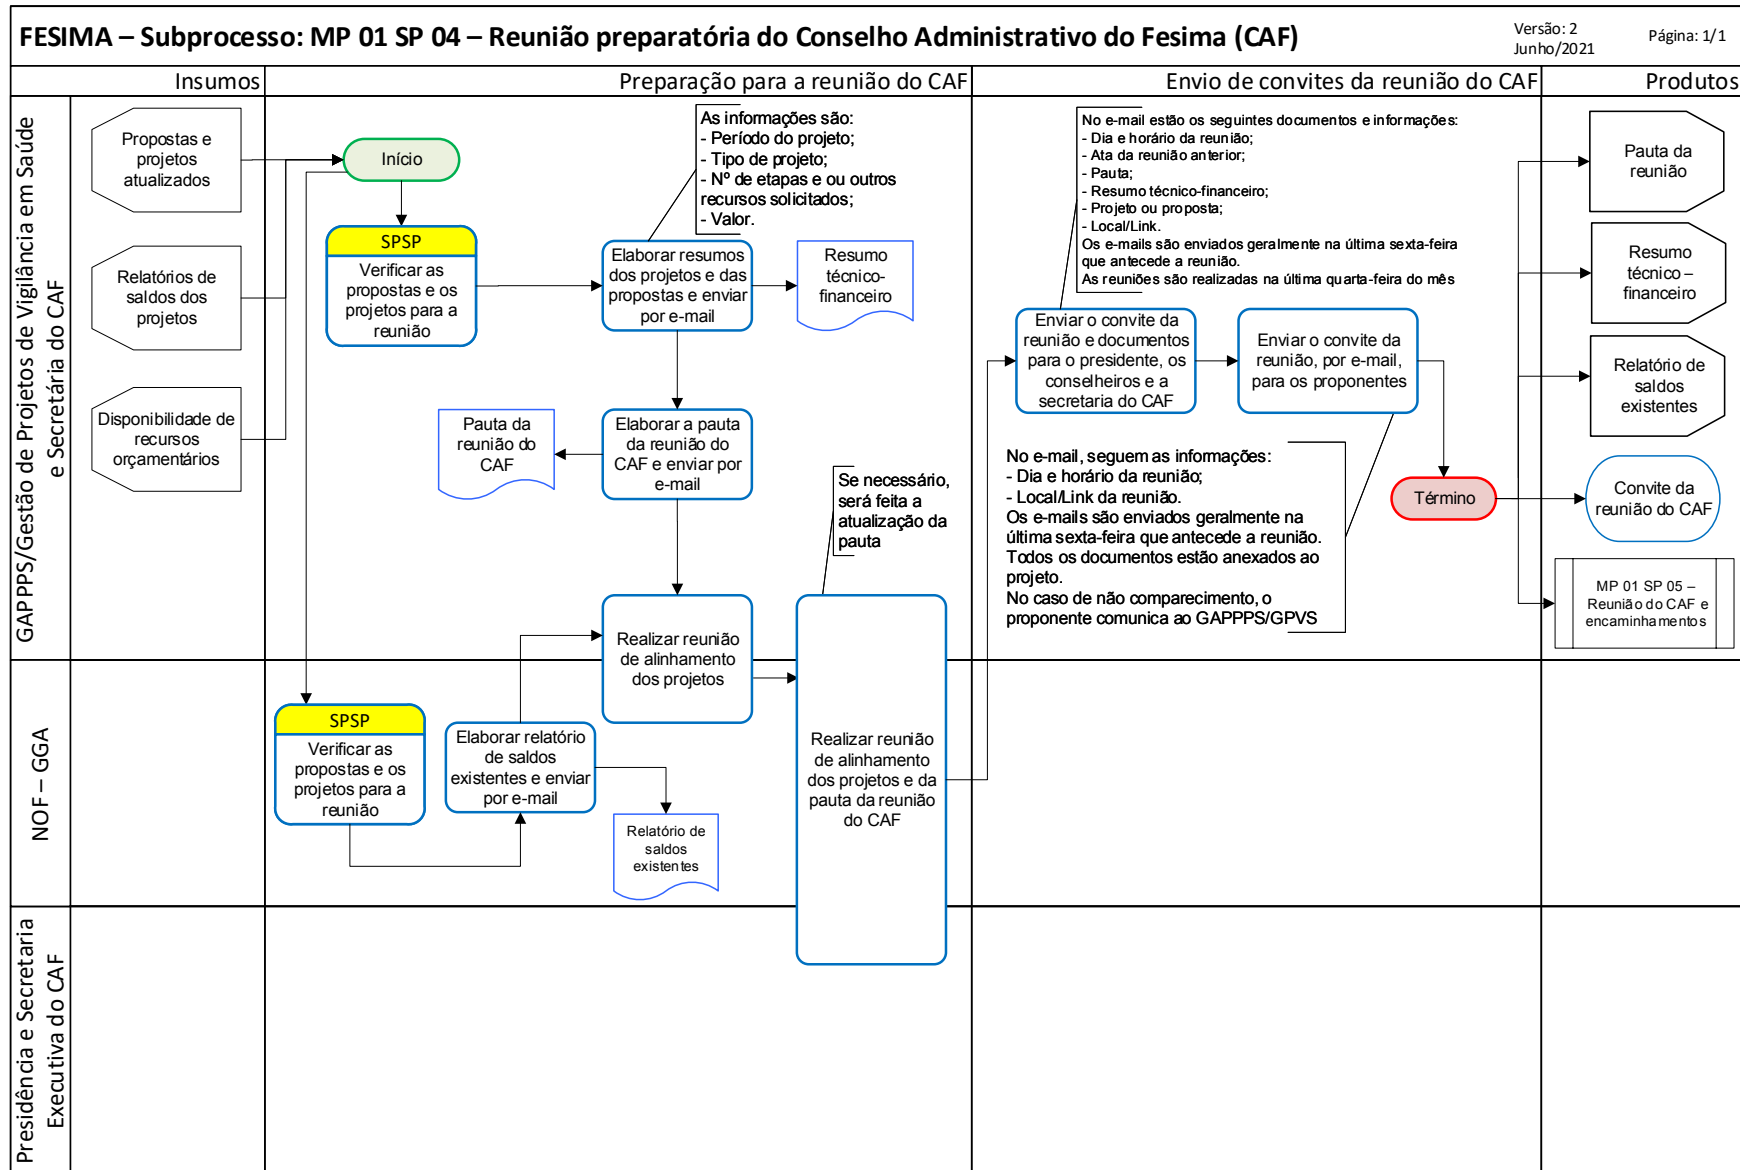 FESIMA – Subprocesso: MP 01 SP 04 – Reunião preparatória do Conselho Administrativo do Fesima (CAF)
Versão: 2
Junho/2021
Página: 1/1
Insumos
Preparação para a reunião do CAF
Envio de convites da reunião do CAF
Produtos
GAPPPS/Gestão de Projetos de Vigilância em Saúde
e Secretária do CAF
Propostas e
projetos
atualizados
Relatórios de
saldos dos
projetos
Disponibilidade de
recursos
orçamentários
Início
SPSP
Verificar as
propostas e os
projetos para a
reunião
As informações são:
- Período do projeto;
- Tipo de projeto;
- Nº de etapas e ou outros
recursos solicitados;
- Valor.
Elaborar resumos
dos projetos e das
propostas e enviar
por e-mail
Resumo
técnico-
financeiro
Pauta da
reunião do
CAF
Elaborar a pauta
da reunião do
CAF e enviar por
e-mail
Se necessário,
será feita a
atualização da
pauta
Realizar reunião
de alinhamento
dos projetos
No e-mail estão os seguintes documentos e informações:
- Dia e horário da reunião;
- Ata da reunião anterior;
- Pauta;
- Resumo técnico-financeiro;
- Projeto ou proposta;
- Local/Link.
Os e-mails são enviados geralmente na última sexta-feira
que antecede a reunião.
As reuniões são realizadas na última quarta-feira do mês
Enviar o convite da
reunião e documentos
para o presidente, os
conselheiros e a
secretaria do CAF
Enviar o convite da
reunião, por e-mail,
para os proponentes
No e-mail, seguem as informações:
- Dia e horário da reunião;
- Local/Link da reunião.
Os e-mails são enviados geralmente na
última sexta-feira que antecede a reunião.
Todos os documentos estão anexados ao
projeto.
No caso de não comparecimento, o
proponente comunica ao GAPPPS/GPVS
Término
Pauta da
reunião
Resumo
técnico –
financeiro
Relatório de
saldos
existentes
Convite da
reunião do CAF
MP 01 SP 05 –
Reunião do CAF e
encaminhamentos
NOF – GGA
SPSP
Verificar as
propostas e os
projetos para a
reunião
Elaborar relatório
de saldos
existentes e enviar
por e-mail
Relatório de
saldos
existentes
Realizar reunião
de alinhamento
dos projetos e da
pauta da reunião
do CAF
Presidência e Secretaria
Executiva do CAF